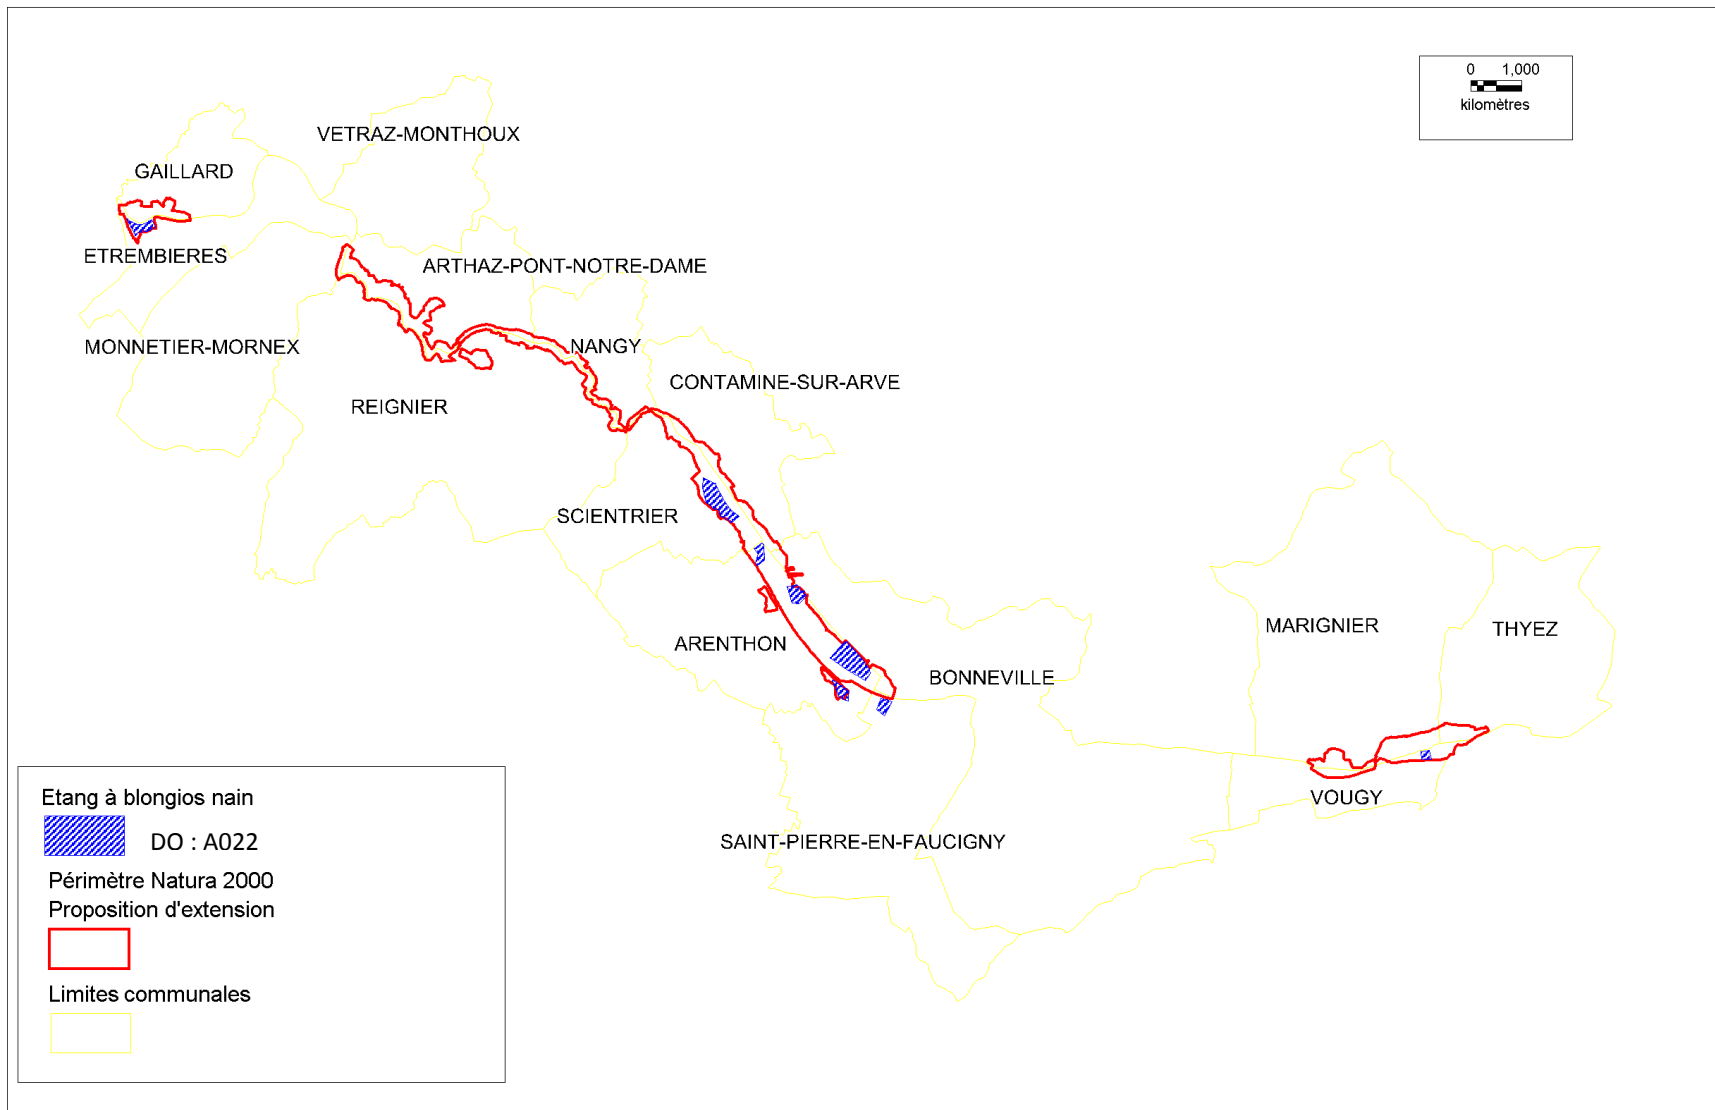 0 1,000
kilomètres
VETRAZ-MONTHOUX
GAILLARD
ETREMBIERES
ARTHAZ-PONT-NOTRE-DAME
MONNETIER-MORNEX
NANGY
CONTAMINE-SUR-ARVE
REIGNIER
SCIENTRIER
MARIGNIER
THYEZ
ARENTHON
BONNEVILLE
VOUGY
SAINT-PIERRE-EN-FAUCIGNY
Etang à blongios nain
DO : A022
Périmètre Natura 2000
Proposition d'extension
Limites communales